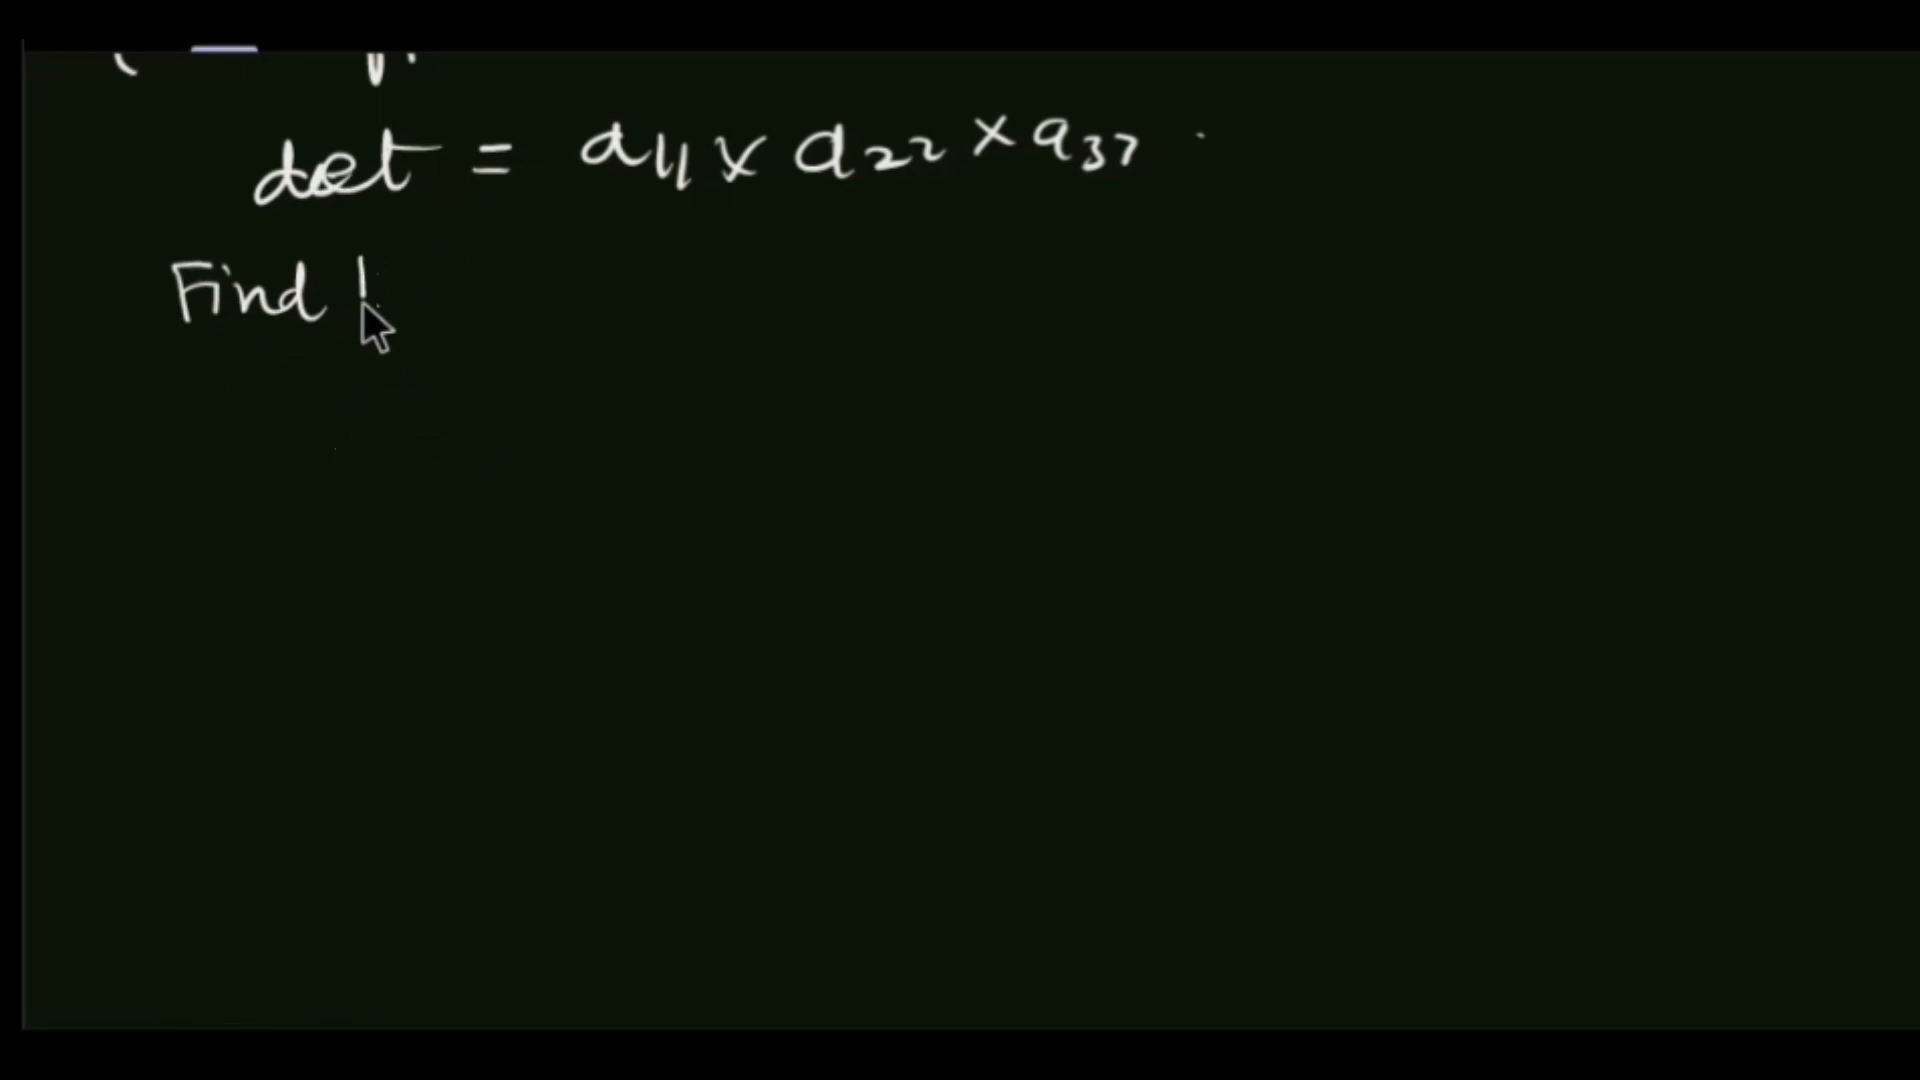 det = a₁₁ × a₂₂ × a₃₃
Find |